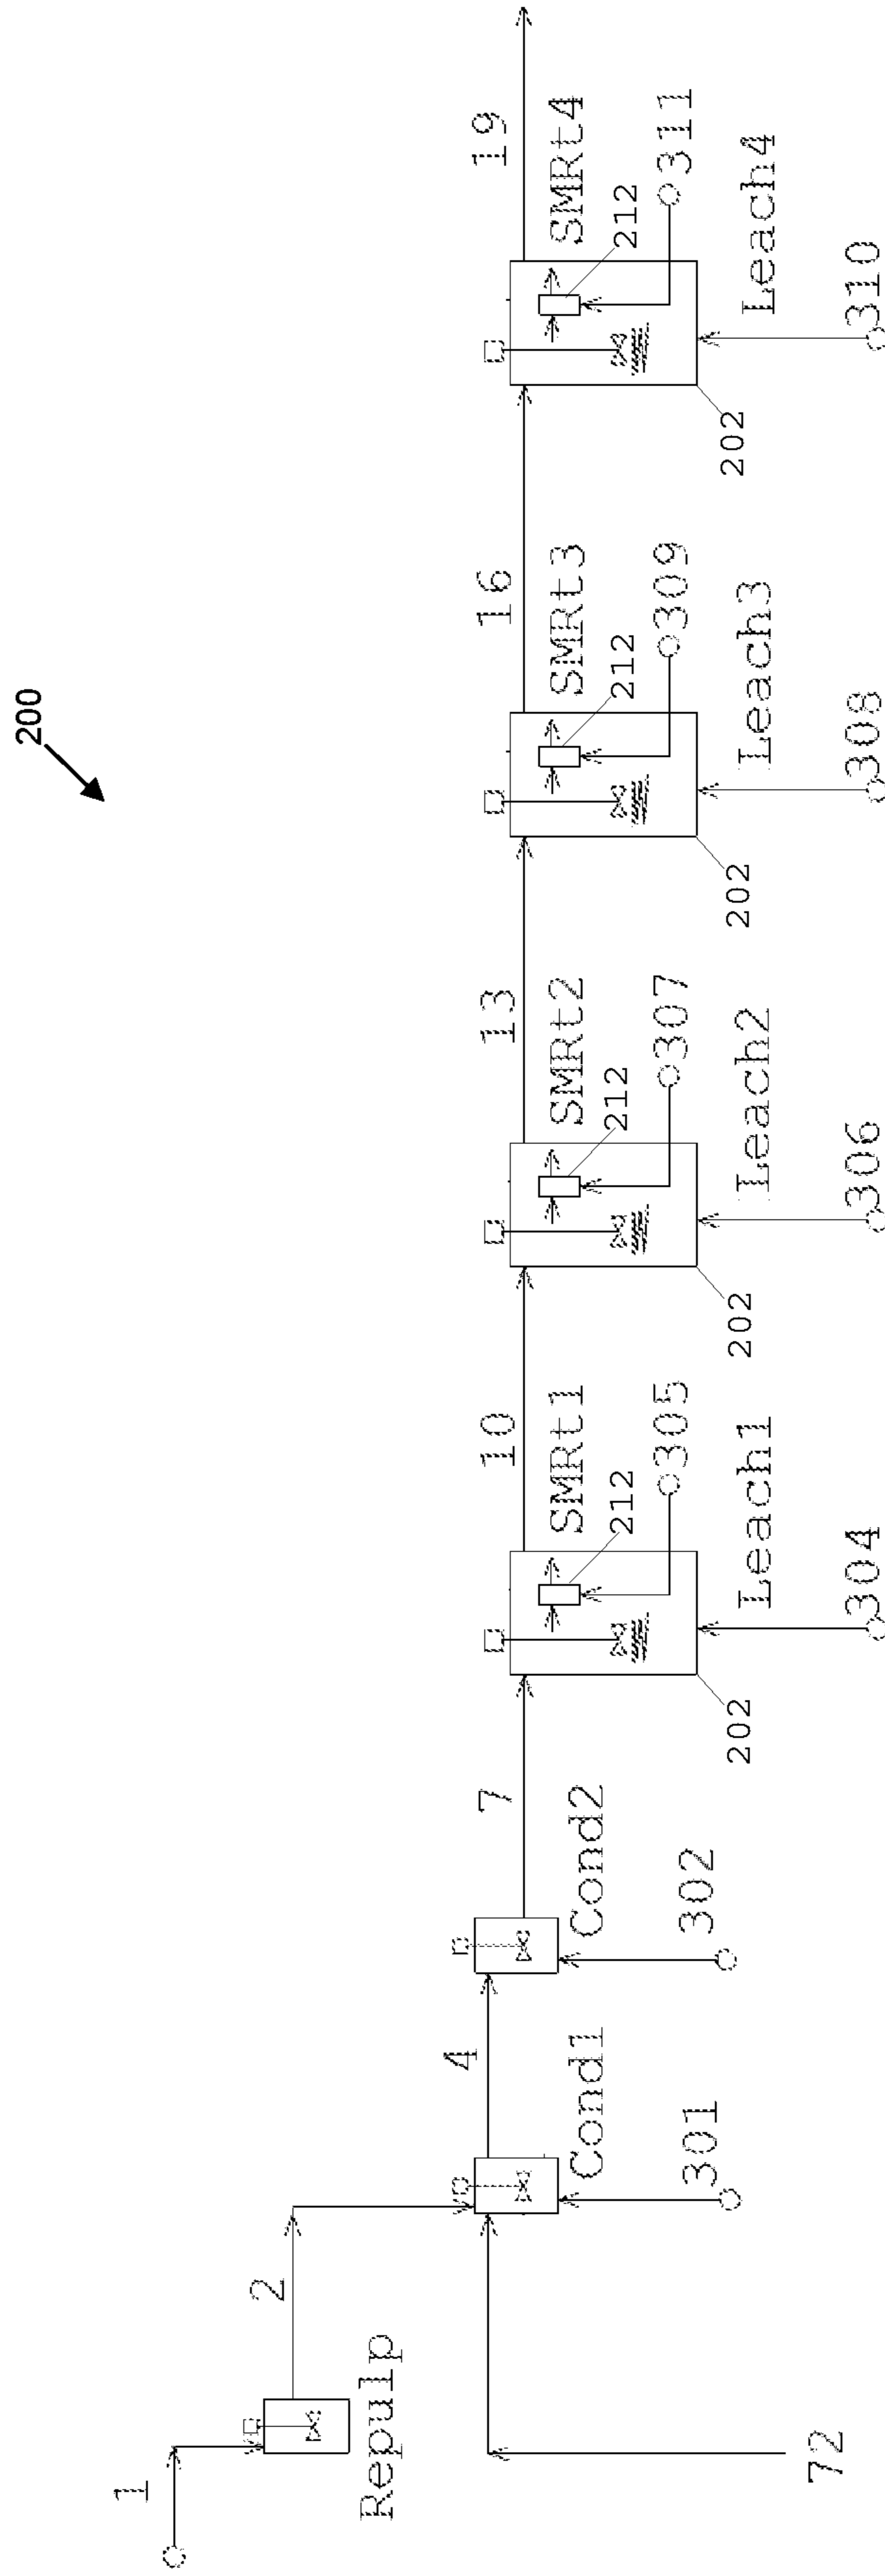 200
1
Repulp
2
72
Cond1
301
4
Cond2
302
7
202
Leach1
304
SMRt1
212
305
10
202
Leach2
306
SMRt2
212
307
13
202
Leach3
308
SMRt3
212
309
16
202
Leach4
310
SMRt4
212
311
19